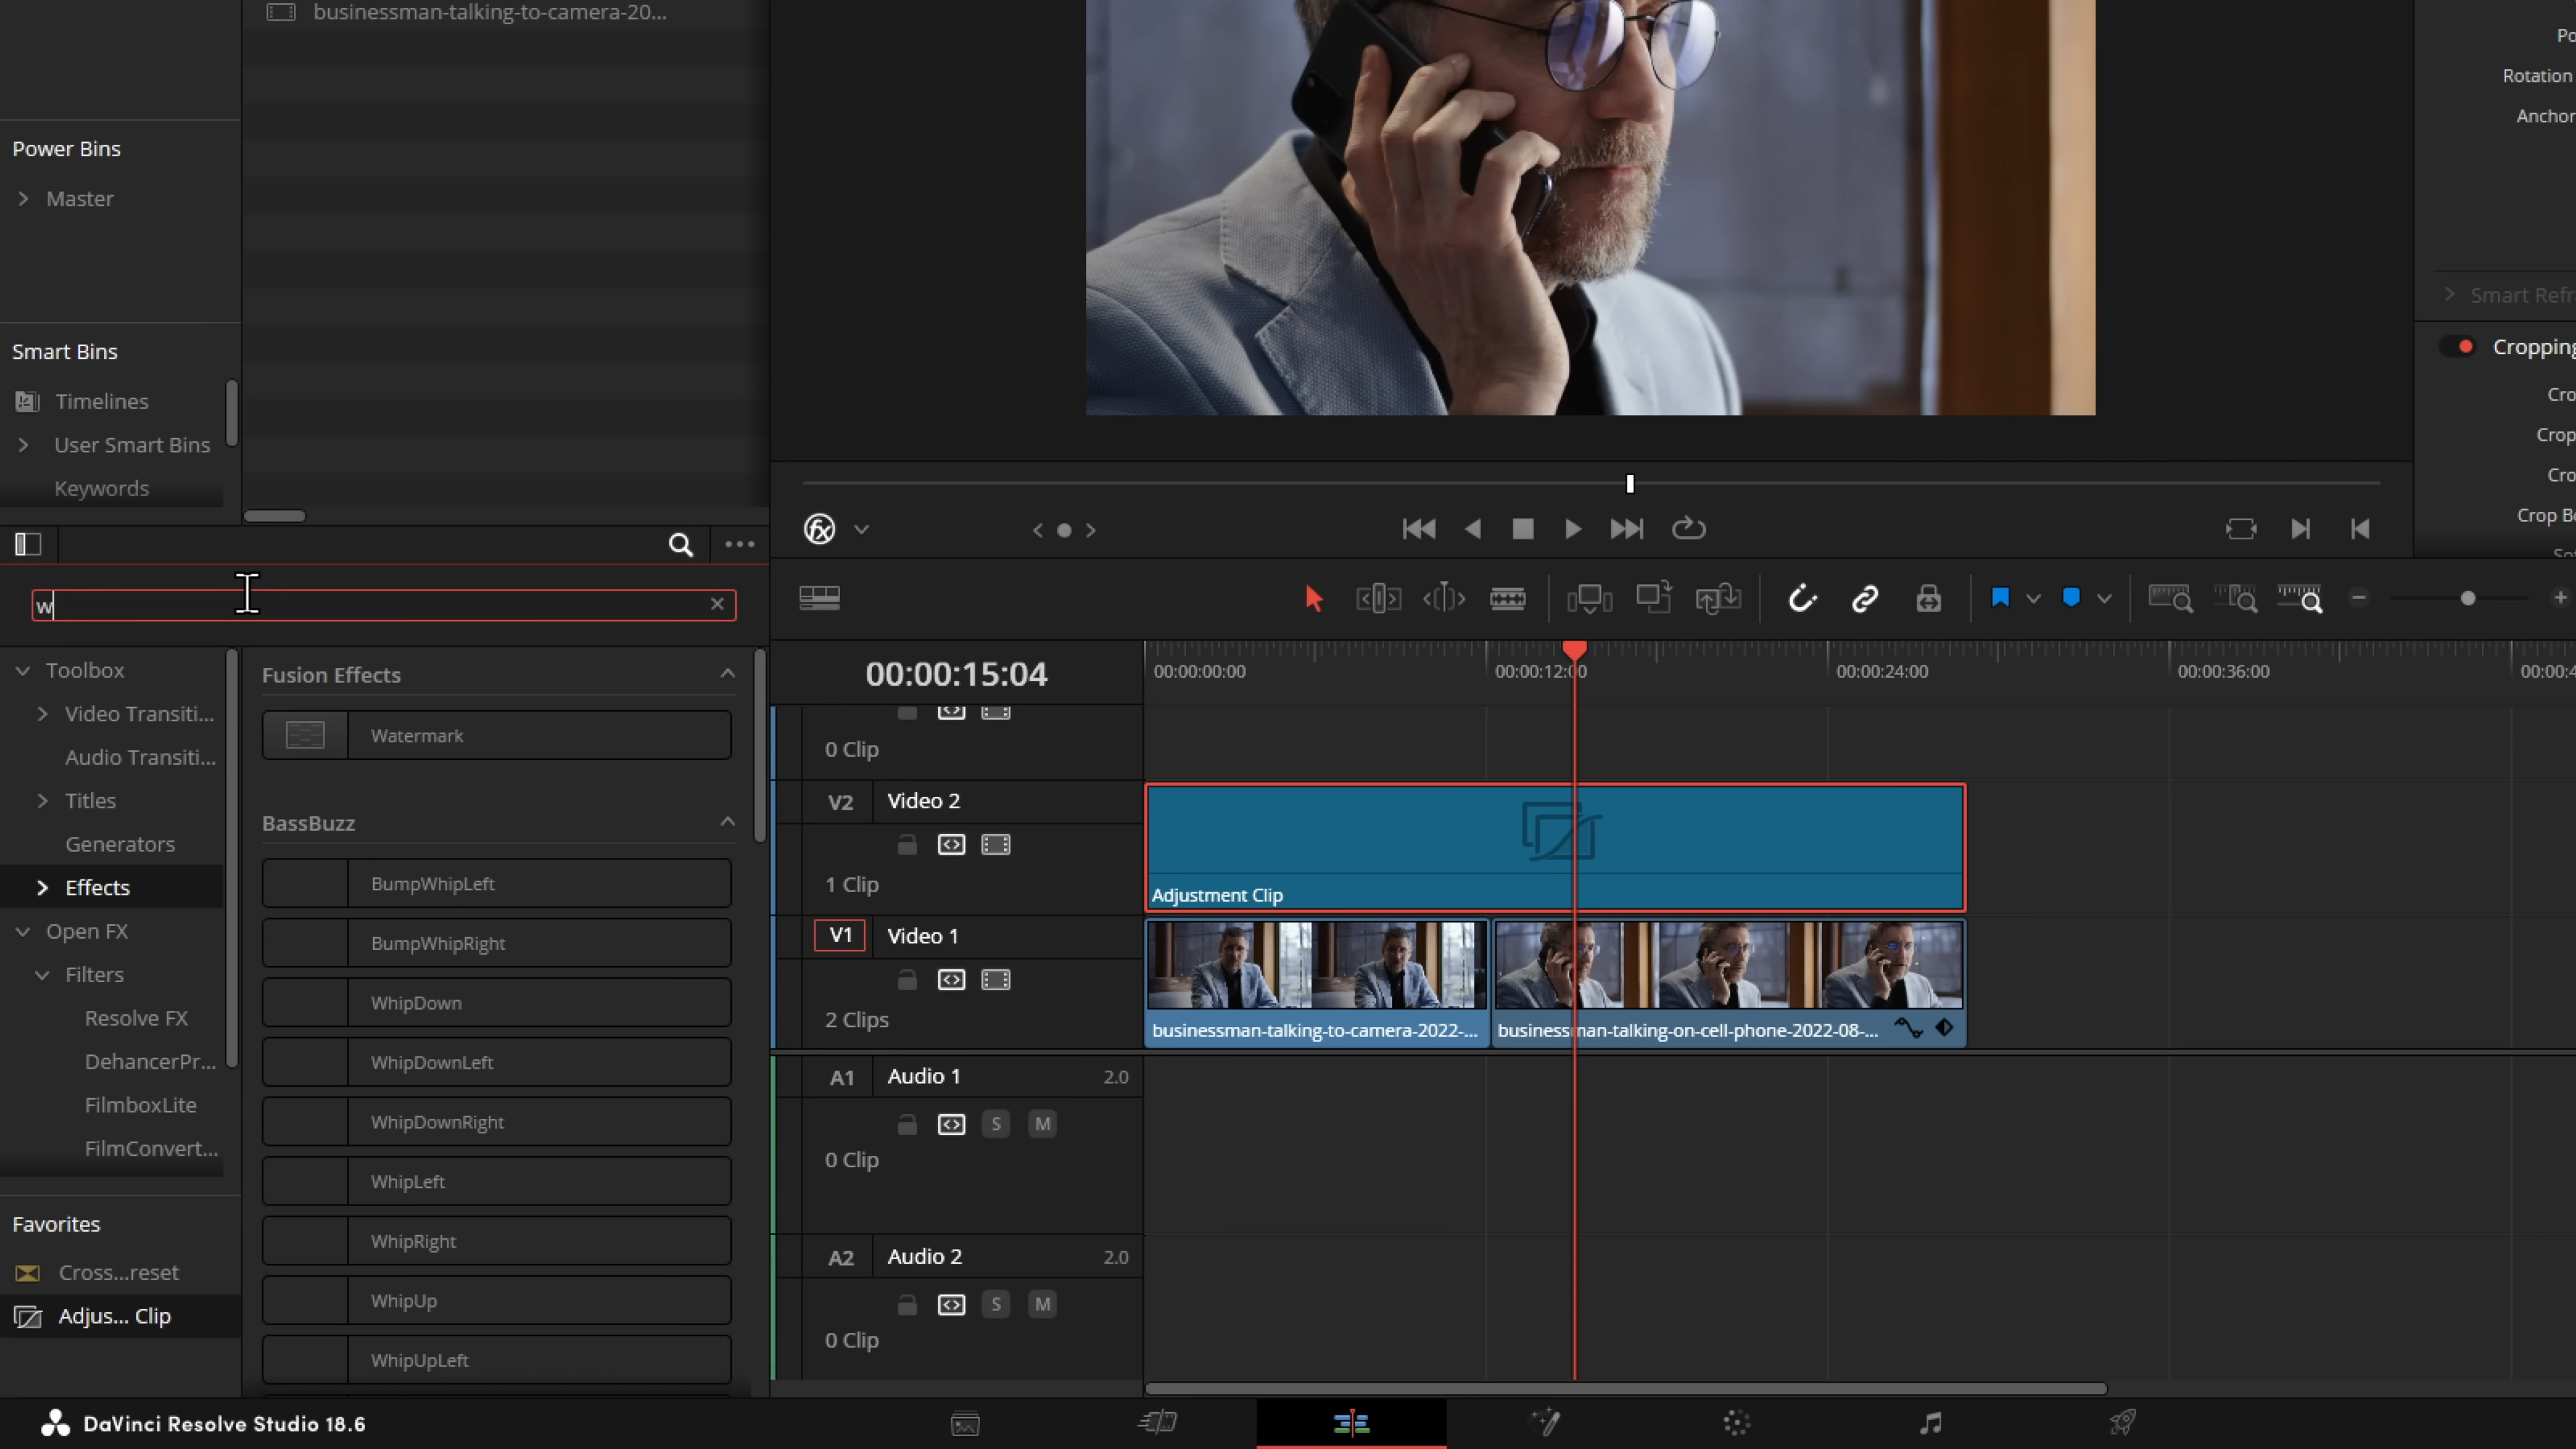 businessman-talking-to-camera-20...
Power Bins
Master
Smart Bins
Timelines
User Smart Bins
Keywords
w
Toolbox
Video Transiti...
Audio Transiti...
Titles
Generators
Effects
Open FX
Filters
Resolve FX
DehancerPr...
FilmboxLite
FilmConvert...
Favorites
Cross...reset
Adjus... Clip
Fusion Effects
Watermark
BassBuzz
BumpWhipLeft
BumpWhipRight
WhipDown
WhipDownLeft
WhipDownRight
WhipLeft
WhipRight
WhipUp
WhipUpLeft
Rotation
Anchor
Smart Refr
Cropping
Cro
Crop
Cro
Crop Be
fx
00:00:15:04
00:00:00:00
00:00:12:00
00:00:24:00
00:00:36:00
00:00:4
0 Clip
V2 Video 2
1 Clip
Adjustment Clip
V1 Video 1
2 Clips
businessman-talking-to-camera-2022-...
businessman-talking-on-cell-phone-2022-08-...
A1 Audio 1 2.0
S M
0 Clip
A2 Audio 2 2.0
S M
0 Clip
DaVinci Resolve Studio 18.6